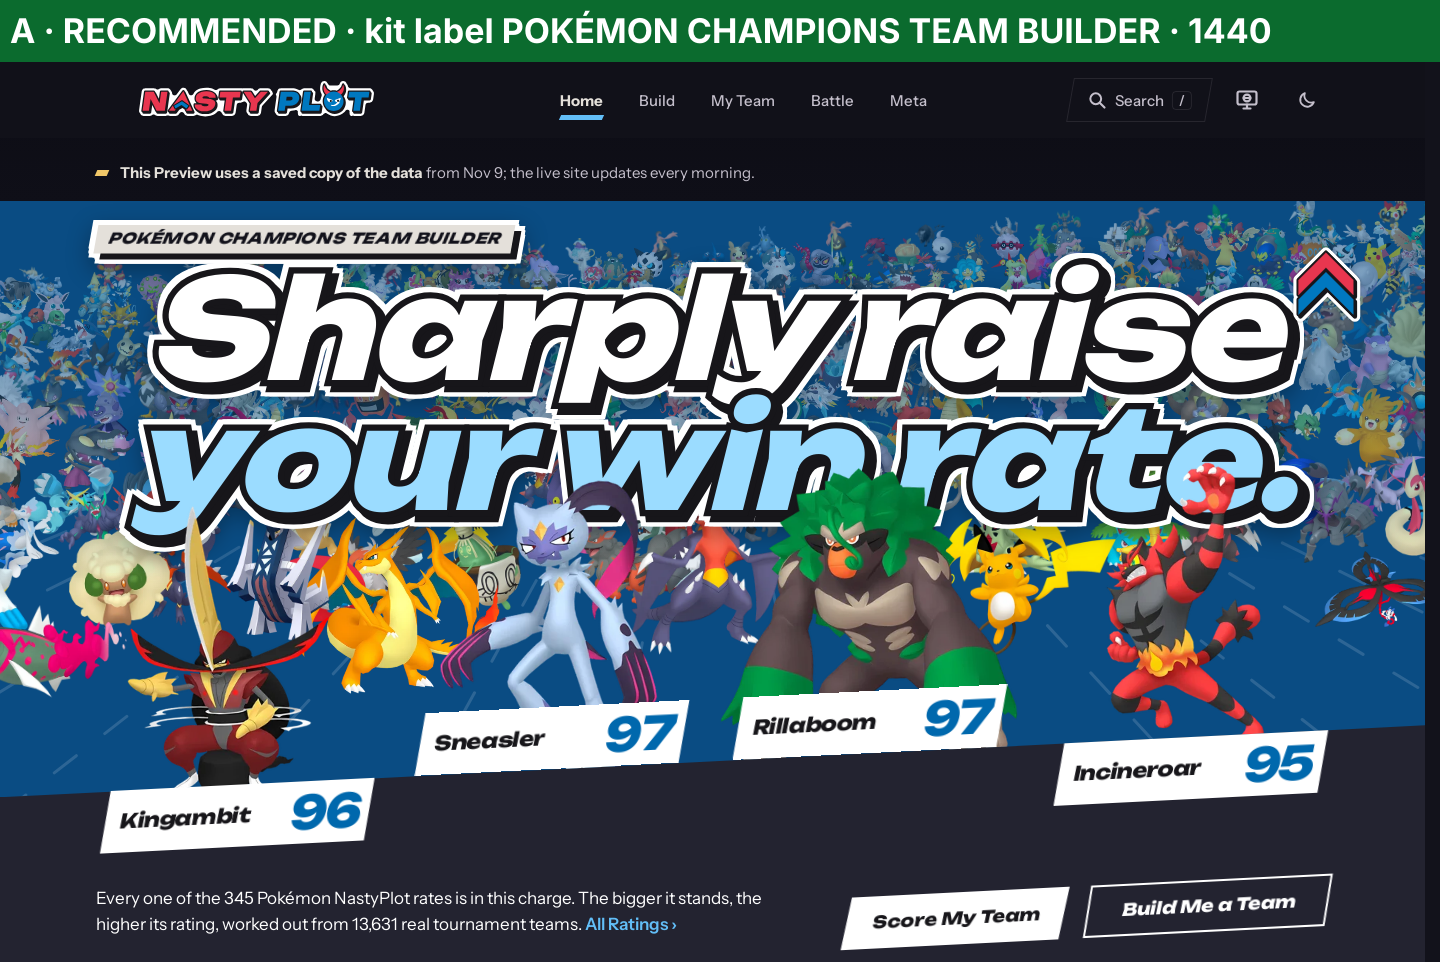 A · RECOMMENDED · kit label POKÉMON CHAMPIONS TEAM BUILDER · 1440
NASTY PLOT
Home
Build
My Team
Battle
Meta
Search /
This Preview uses a saved copy of the data from Nov 9; the live site updates every morning.
POKÉMON CHAMPIONS TEAM BUILDER
Sharply raise
your win rate.
Sneasler 97
Rillaboom 97
Incineroar 95
Kingambit 96
Every one of the 345 Pokémon NastyPlot rates is in this charge. The bigger it stands, the
higher its rating, worked out from 13,631 real tournament teams. All Ratings ›
Score My Team
Build Me a Team